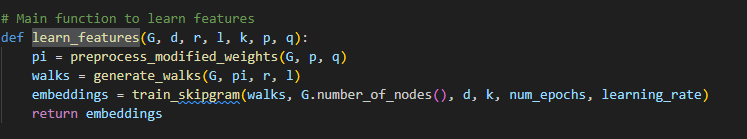 # Main function to learn features
def learn_features(G, d, r, l, k, p, q):
    pi = preprocess_modified_weights(G, p, q)
    walks = generate_walks(G, pi, r, l)
    embeddings = train_skipgram(walks, G.number_of_nodes(), d, k, num_epochs, learning_rate)
    return embeddings